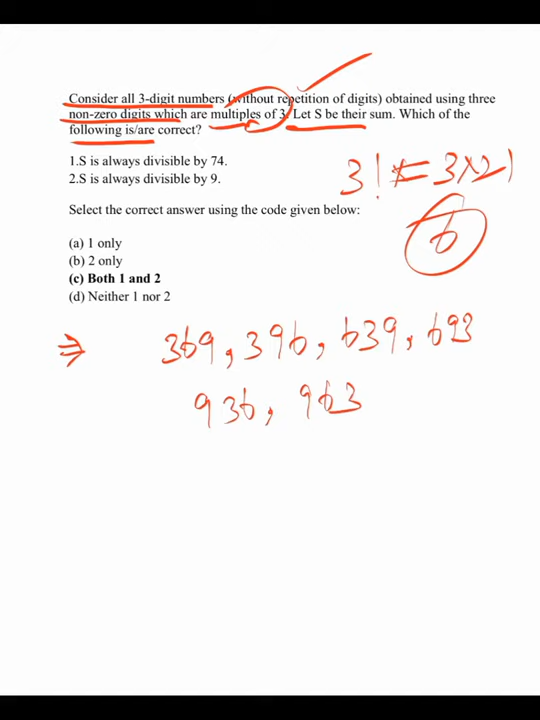 Consider all 3-digit numbers (without repetition of digits) obtained using three
non-zero digits which are multiples of 3. Let S be their sum. Which of the
following is/are correct?
1.S is always divisible by 74.
2.S is always divisible by 9.
3! = 3×2!
6
Select the correct answer using the code given below:
(a) 1 only
(b) 2 only
(c) Both 1 and 2
(d) Neither 1 nor 2
⇒ 369, 396, 639, 693
936, 963